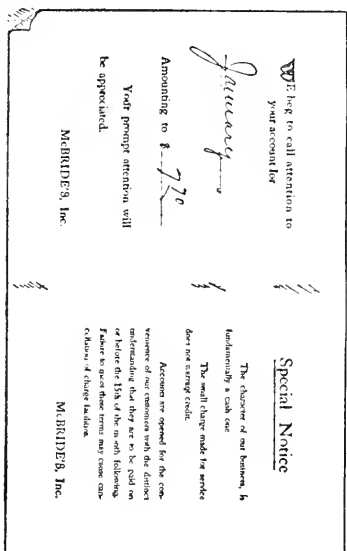 WE beg to call attention to
your account for
January
Amounting to $ 7 70
Your prompt attention will
be appreciated.
McBRIDE'S, Inc.
Special Notice
The character of our business, is
fundamentally a cash one
The small charge made for service
does not warrant credit.
Accounts are opened for the con-
venience of our customers with the distinct
understanding that they are to be paid on
or before the 15th of the month following.
Failure to meet these terms may cause can-
cellation of charge facilities.
McBRIDE'S, Inc.